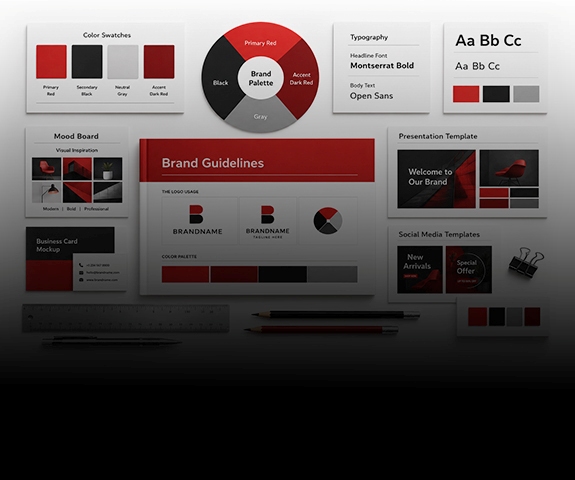 Color Swatches
Primary
Red
Secondary
Black
Neutral
Gray
Accent
Dark Red
Primary Red
Black
Brand
Palette
Accent
Dark Red
Gray
Typography
Headline Font
Montserrat Bold
Body Text
Open Sans
Aa Bb Cc
Aa Bb Cc
Mood Board
Visual Inspiration
Modern | Bold | Professional
Brand Guidelines
THE LOGO USAGE
BRANDNAME
BRANDNAME
TAGLINE HERE
COLOR PALETTE
Presentation Template
Welcome to
Our Brand
Business Card
Mockup
Social Media Templates
New
Arrivals
Special
Offer